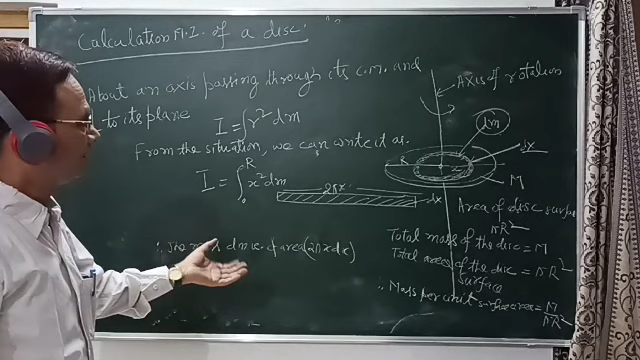 Calculation M.I. of a disc.
About an axis passing through its C.M. and
to its plane
I = ∫r² dm
From the situation, we can write it as.
I = ∫₀ᴿ x² dm
2πx
dx
dm of area (2πx dx)
Axis of rotation
dm
dx
R
M
Area of disc surface
πR²
Total mass of the disc = M
Total areas of the disc = πR²
Surface
∴ Mass per unit surface area = M/πR²